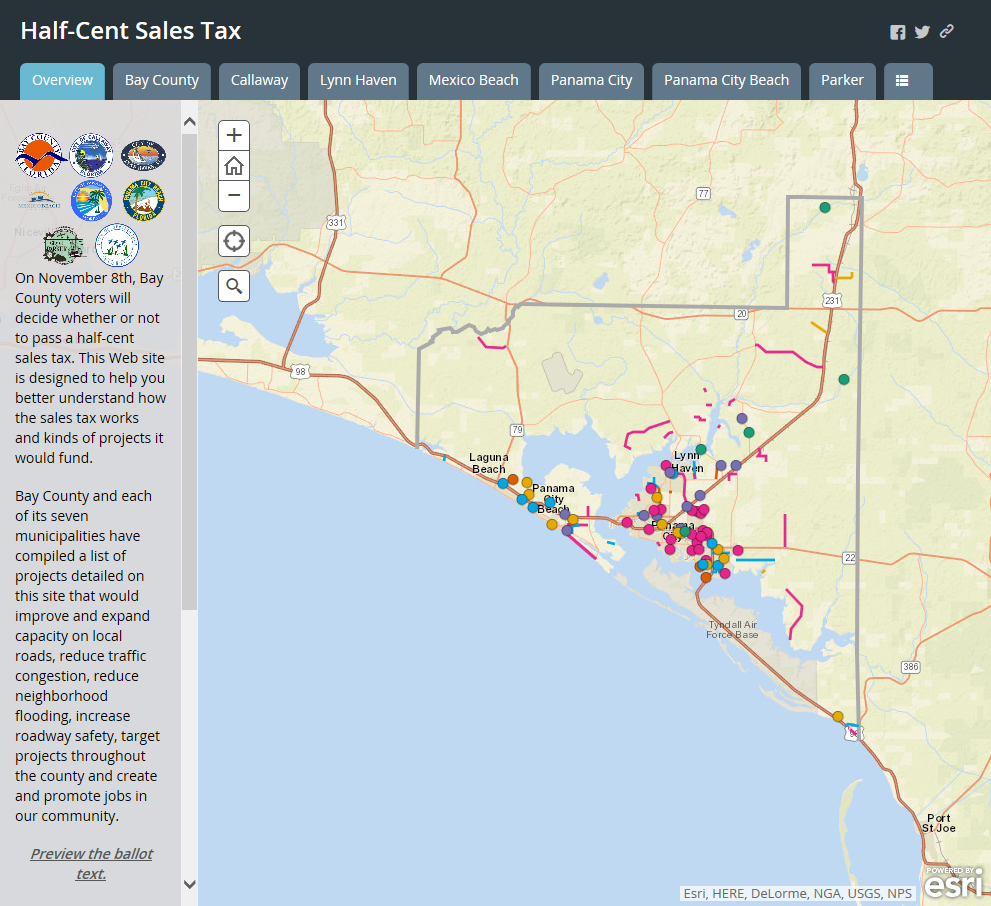 Half-Cent Sales Tax
Overview
Bay County
Callaway
Lynn Haven
Mexico Beach
Panama City
Panama City Beach
Parker
On November 8th, Bay
County voters will
decide whether or not
to pass a half-cent
sales tax. This Web site
is designed to help you
better understand how
the sales tax works
and kinds of projects it
would fund.
Bay County and each
of its seven
municipalities have
compiled a list of
projects detailed on
this site that would
improve and expand
capacity on local
roads, reduce traffic
congestion, reduce
neighborhood
flooding, increase
roadway safety, target
projects throughout
the county and create
and promote jobs in
our community.
Preview the ballot
text.
77
331
231
20
98
79
Laguna
Beach
Lynn
Haven
Panama
City
Beach
Panama
City
22
Tyndall Air
Force Base
386
98
Port
St Joe
POWERED BY
esri
Esri, HERE, DeLorme, NGA, USGS, NPS